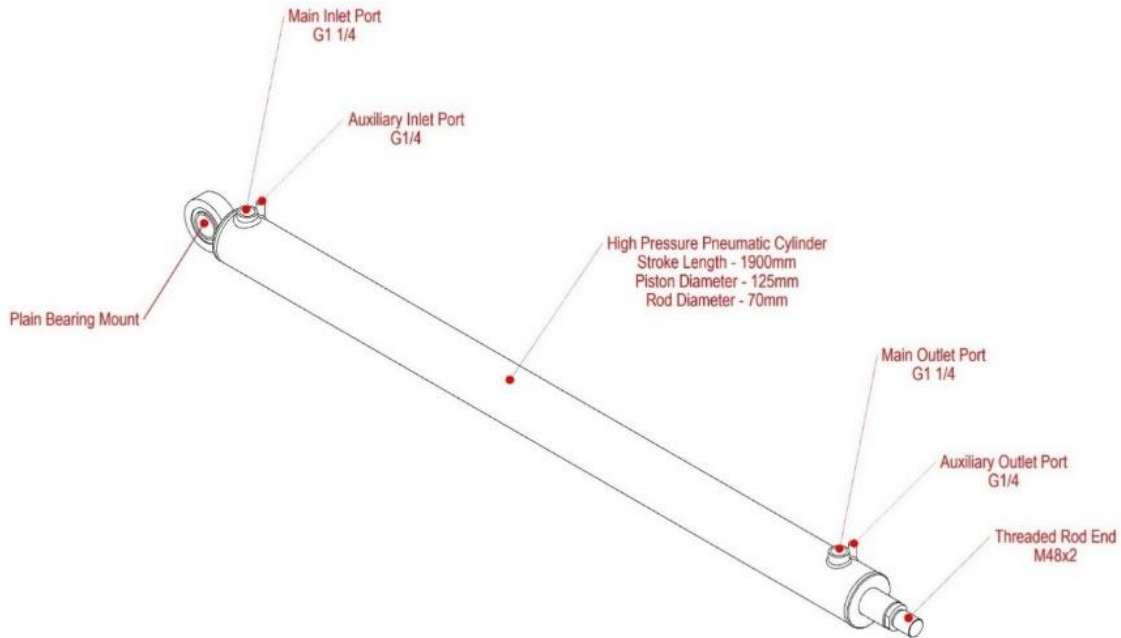 Main Inlet Port
G1 1/4
Auxiliary Inlet Port
G1/4
High Pressure Pneumatic Cylinder
Stroke Length - 1900mm
Piston Diameter - 125mm
Rod Diameter - 70mm
Plain Bearing Mount
Main Outlet Port
G1 1/4
Auxiliary Outlet Port
G1/4
Threaded Rod End
M48x2